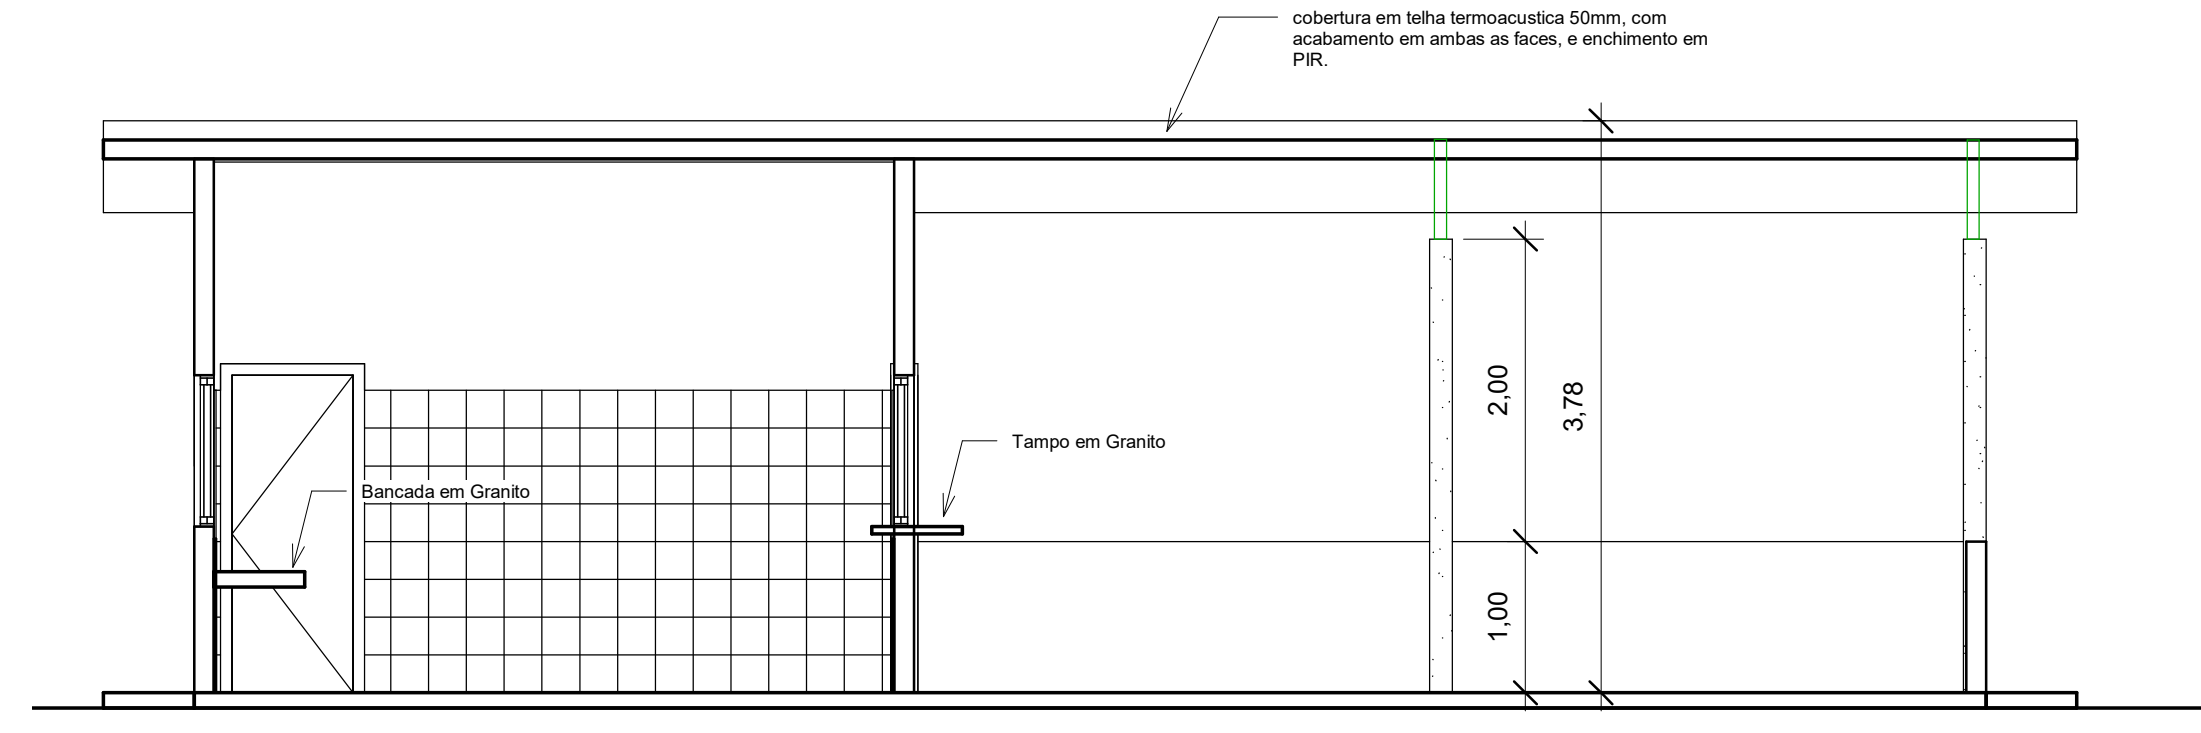 cobertura em telha termoacustica 50mm, com
acabamento em ambas as faces, e enchimento em
PIR.
2,00
3,78
Tampo em Granito
Bancada em Granito
1,00